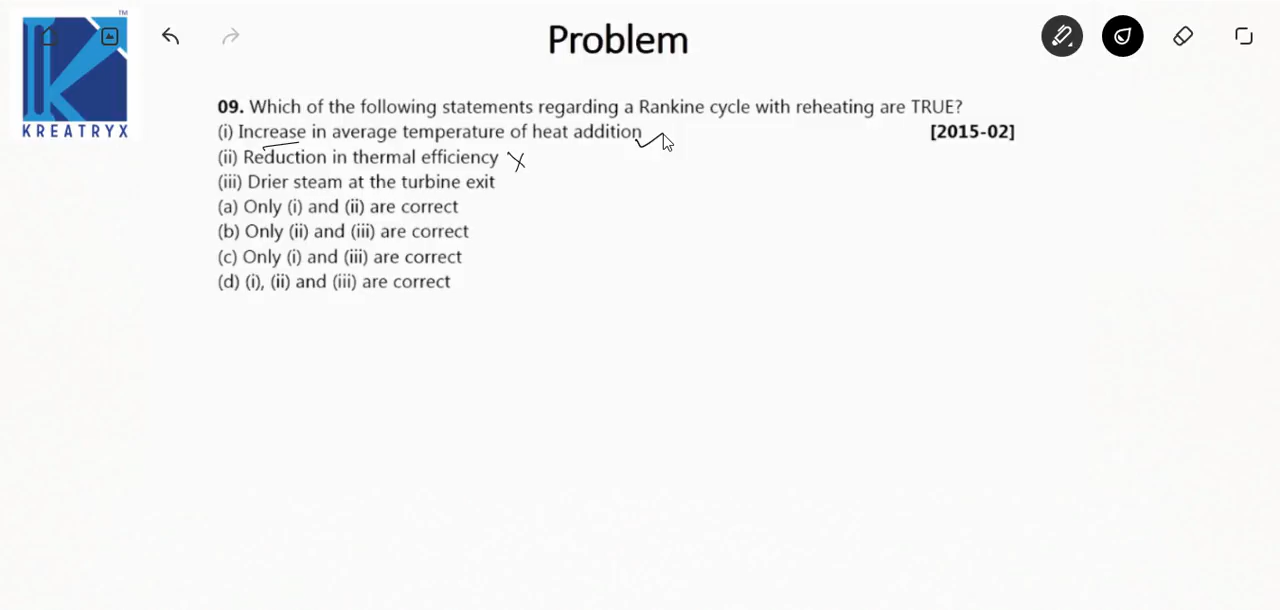 TM
KREATRYX
Problem
09. Which of the following statements regarding a Rankine cycle with reheating are TRUE?
(i) Increase in average temperature of heat addition [2015-02]
(ii) Reduction in thermal efficiency
(iii) Drier steam at the turbine exit
(a) Only (i) and (ii) are correct
(b) Only (ii) and (iii) are correct
(c) Only (i) and (iii) are correct
(d) (i), (ii) and (iii) are correct